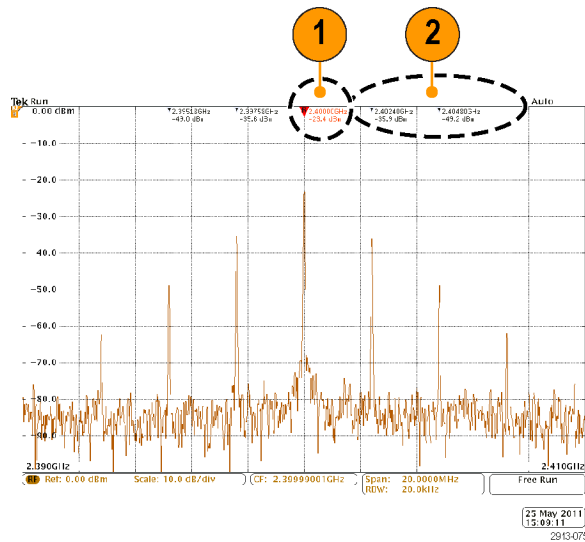 1 2
Tek Run Auto
0.00 dBm
2.39518GHz 2.39758GHz 2.40000GHz 2.40240GHz 2.40480GHz
-49.0 dBm -35.6 dBm -23.4 dBm -35.9 dBm -49.2 dBm
-10.0
-20.0
-30.0
-40.0
-50.0
-60.0
-70.0
-80.0
-90.0
2.390GHz 2.410GHz
RF Ref: 0.00 dBm Scale: 10.0 dB/div CF: 2.39999001GHz Span: 20.0000MHz Free Run
RBW: 20.0kHz
25 May 2011
15:09:11